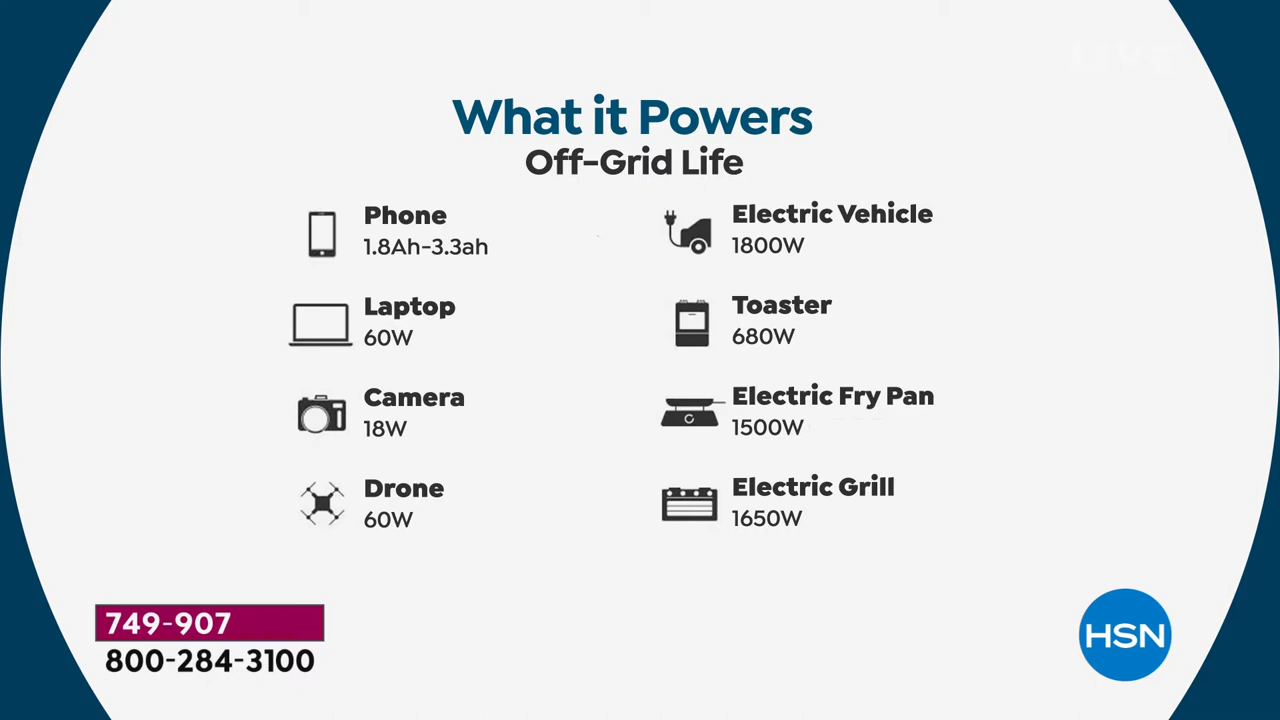 What it Powers
Off-Grid Life
Phone
1.8Ah-3.3ah
Laptop
60W
Camera
18W
Drone
60W
Electric Vehicle
1800W
Toaster
680W
Electric Fry Pan
1500W
Electric Grill
1650W
749-907
800-284-3100
HSN